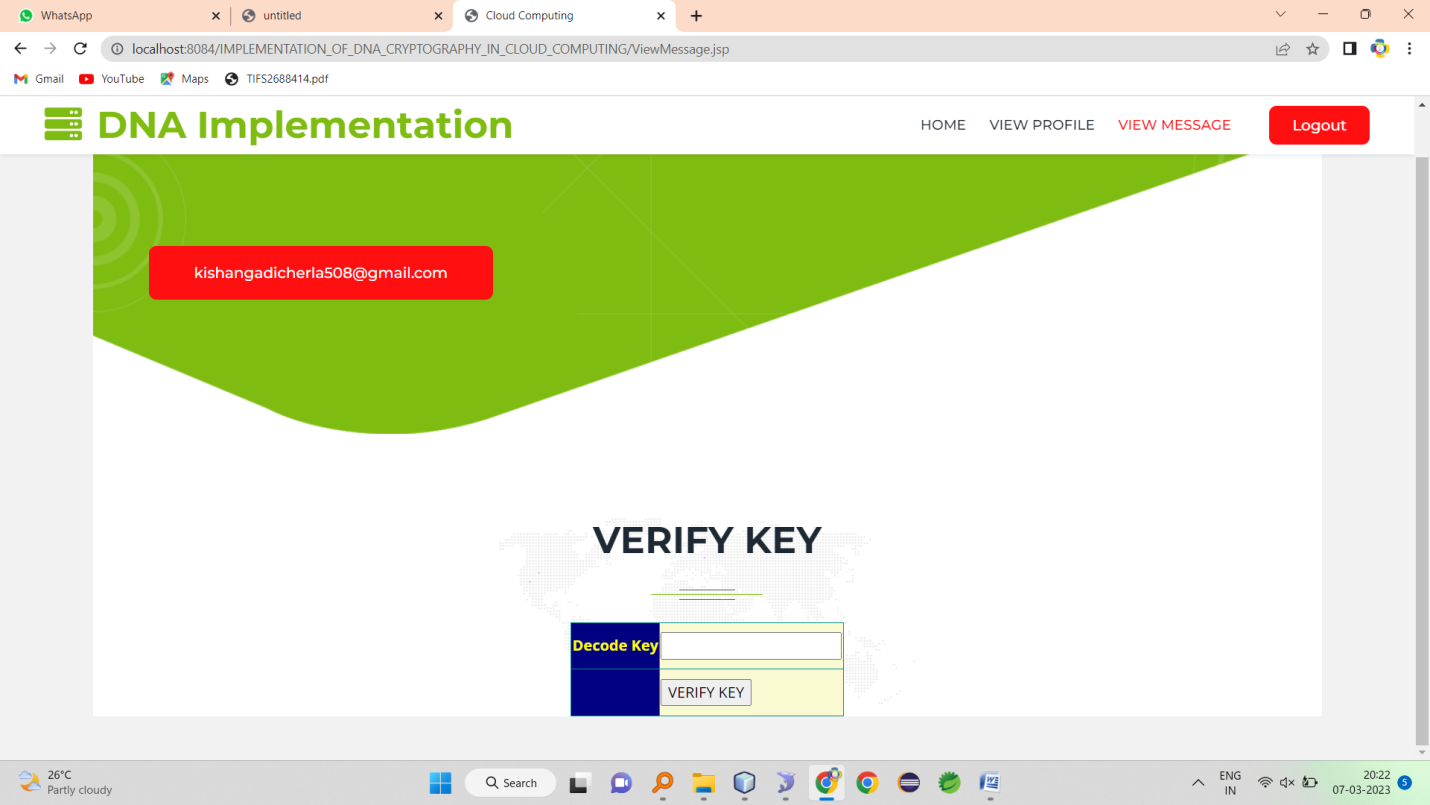 WhatsApp
untitled
Cloud Computing
localhost:8084/IMPLEMENTATION_OF_DNA_CRYPTOGRAPHY_IN_CLOUD_COMPUTING/ViewMessage.jsp
Gmail YouTube Maps TIFS2688414.pdf
DNA Implementation
HOME VIEW PROFILE VIEW MESSAGE Logout
kishangadicherla508@gmail.com
VERIFY KEY
Decode Key
VERIFY KEY
26°C
Partly cloudy
Search
ENG
IN
20:22
07-03-2023
5